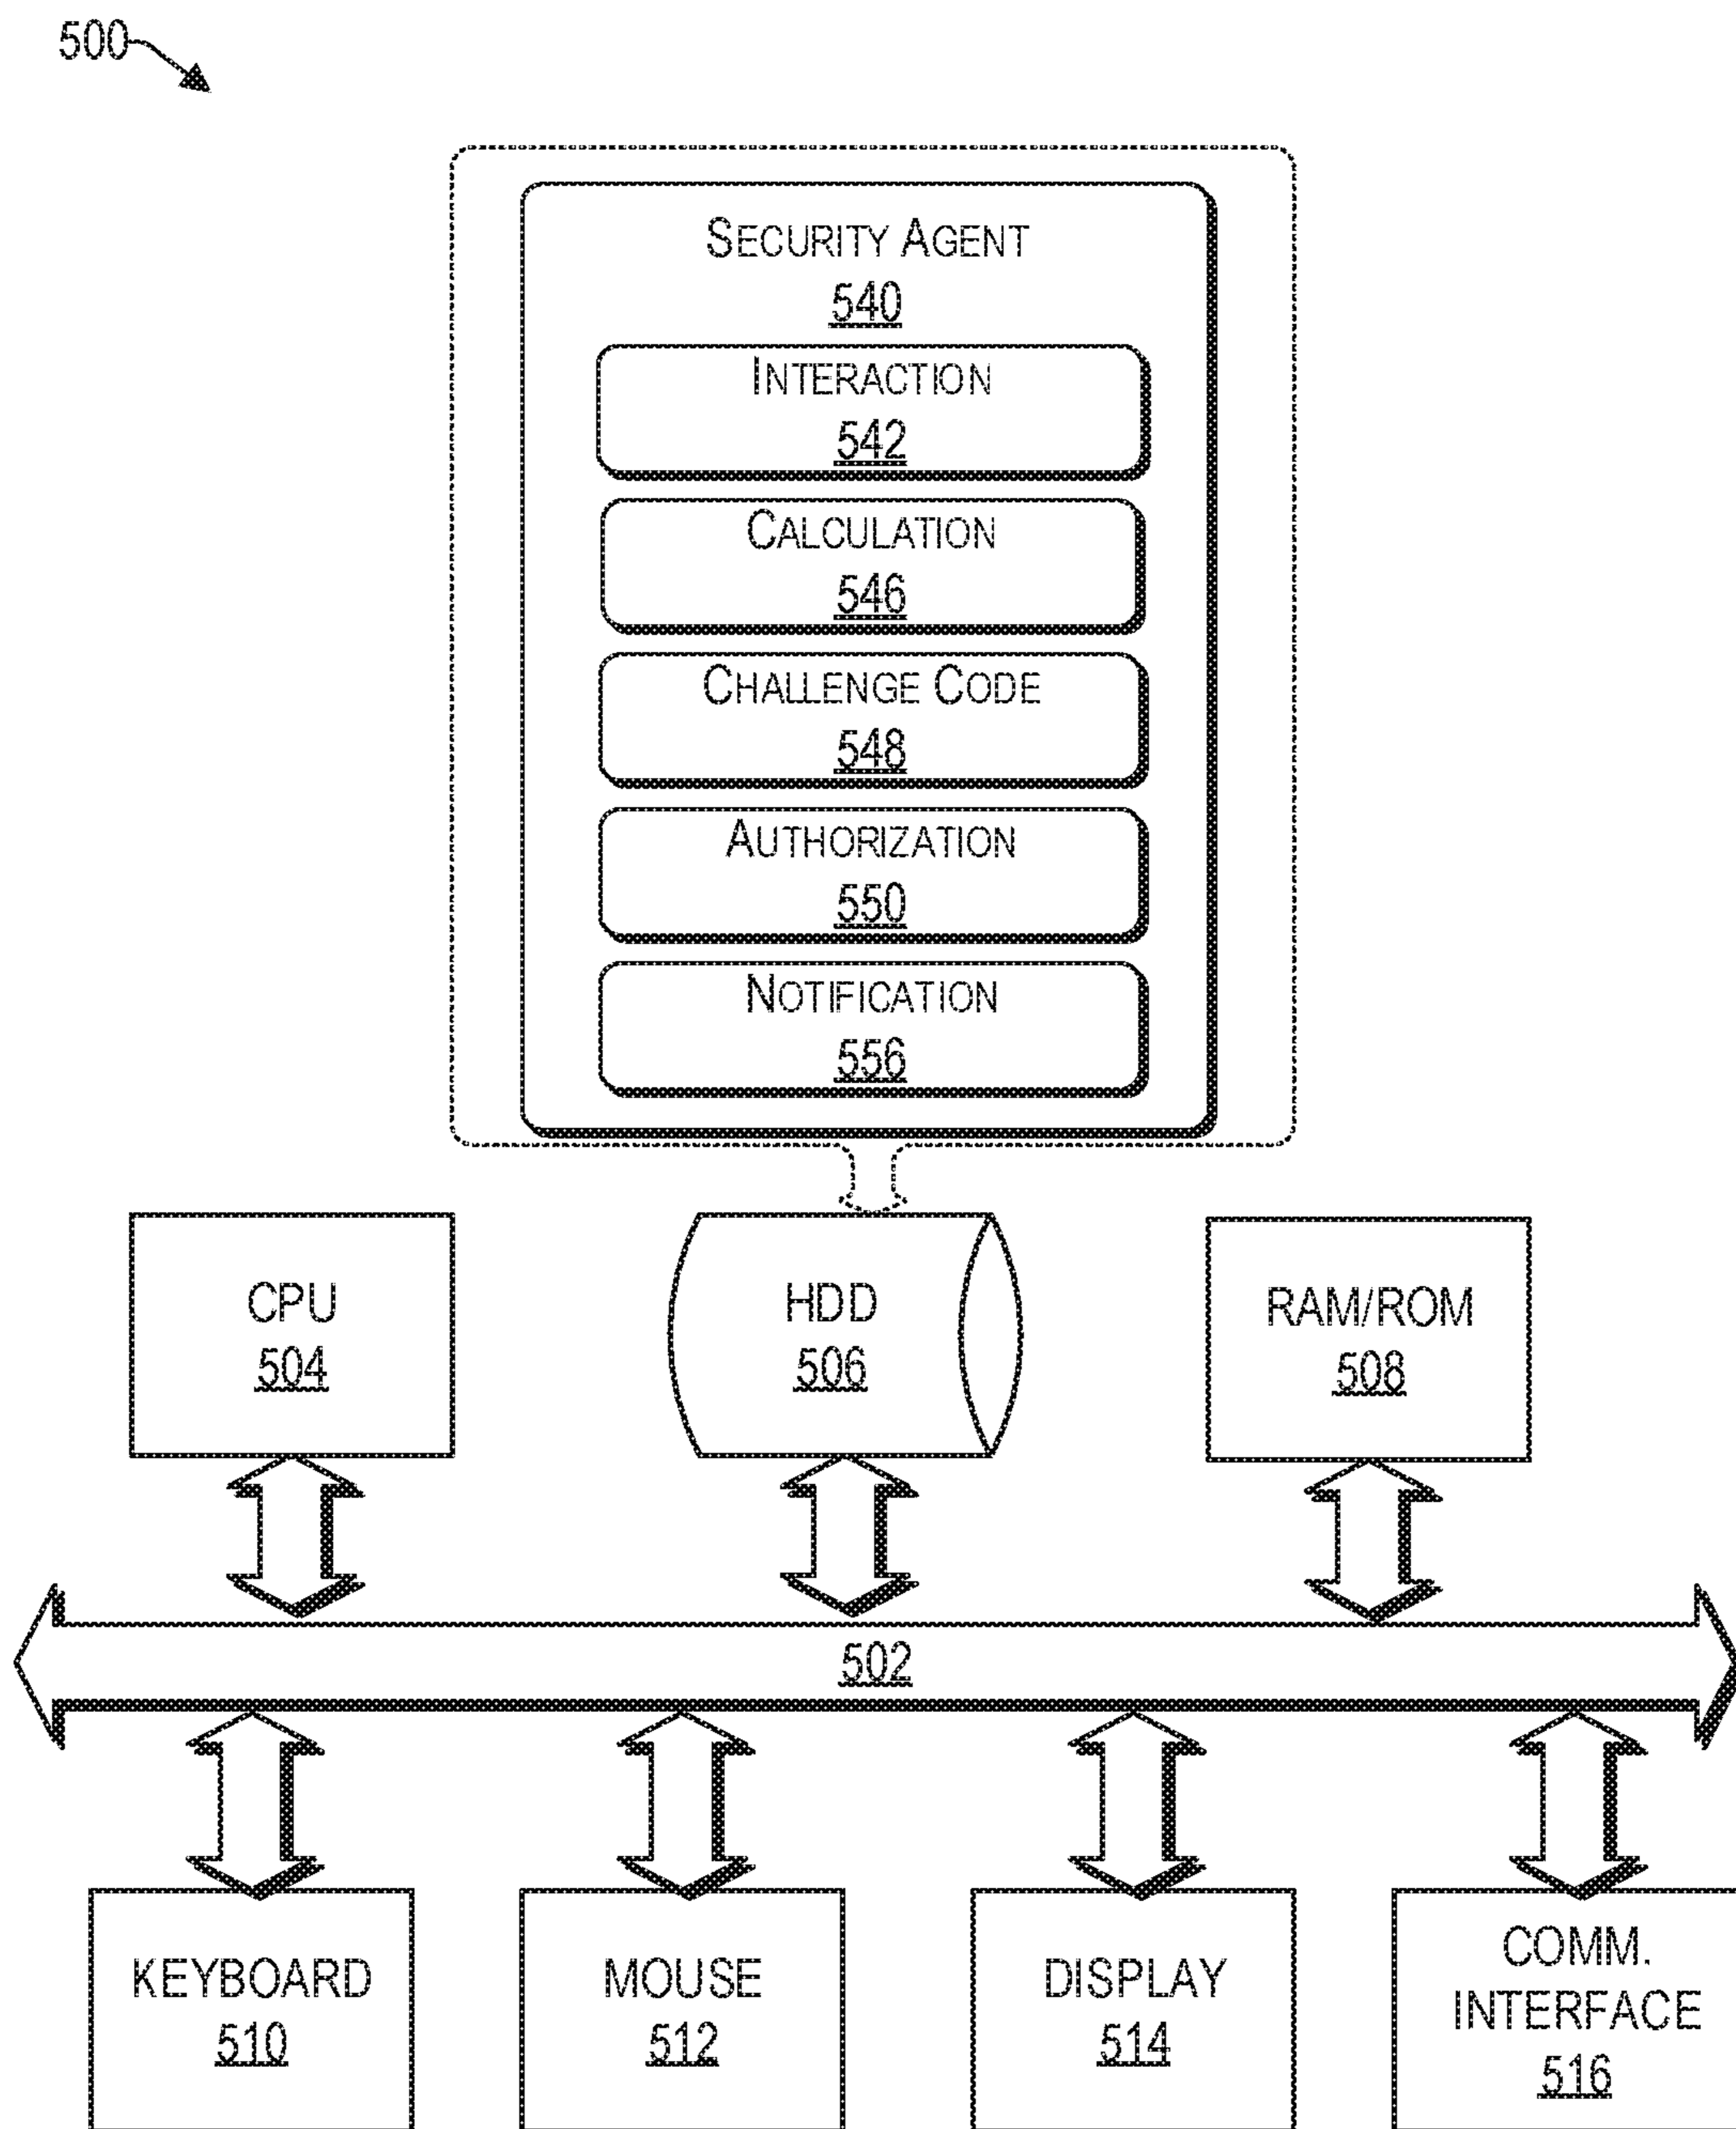 500
SECURITY AGENT
540
INTERACTION
542
CALCULATION
546
CHALLENGE CODE
548
AUTHORIZATION
550
NOTIFICATION
556
CPU
504
HDD
506
RAM/ROM
508
502
KEYBOARD
510
MOUSE
512
DISPLAY
514
COMM.
INTERFACE
516